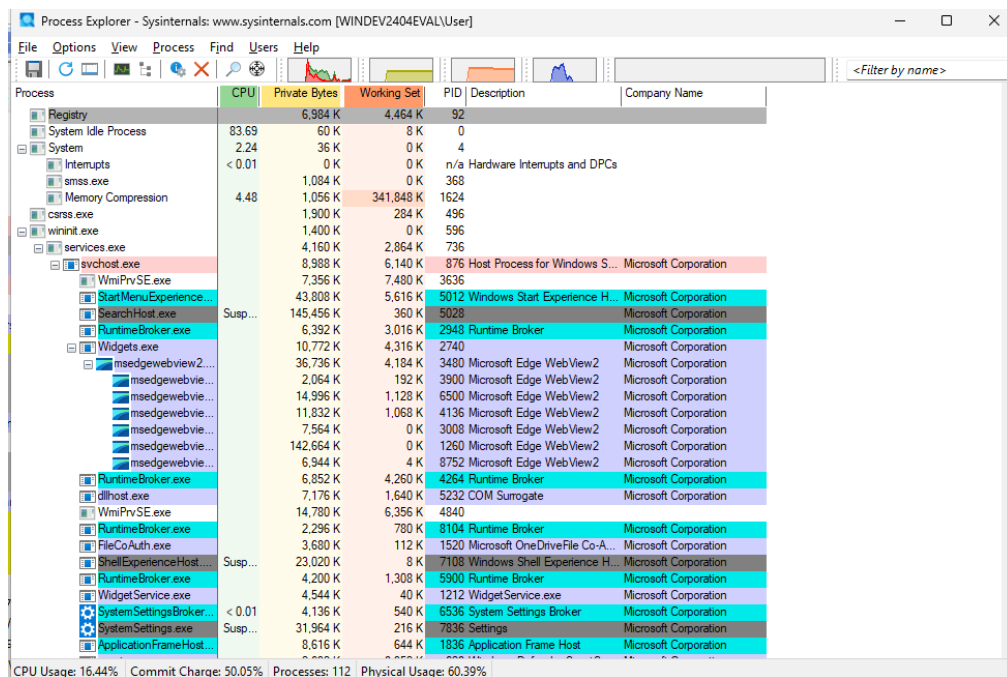 Process Explorer - Sysinternals: www.sysinternals.com [WINDEV2404EVAL\User]
File Options View Process Find Users Help
<Filter by name>
Process CPU Private Bytes Working Set PID Description Company Name
Registry 6,984 K 4,464 K 92
System Idle Process 83.69 60 K 8 K 0
System 2.24 36 K 0 K 4
Interrupts < 0.01 0 K 0 K n/a Hardware Interrupts and DPCs
smss.exe 1,084 K 0 K 368
Memory Compression 4.48 1,056 K 341,848 K 1624
csrss.exe 1,900 K 284 K 496
wininit.exe 1,400 K 0 K 596
services.exe 4,160 K 2,864 K 736
svchost.exe 8,988 K 6,140 K 876 Host Process for Windows S... Microsoft Corporation
WmiPrvSE.exe 7,356 K 7,480 K 3636
StartMenuExperience... 43,808 K 5,616 K 5012 Windows Start Experience H... Microsoft Corporation
SearchHost.exe Susp... 145,456 K 360 K 5028 Microsoft Corporation
RuntimeBroker.exe 6,392 K 3,016 K 2948 Runtime Broker Microsoft Corporation
Widgets.exe 10,772 K 4,316 K 2740 Microsoft Corporation
msedgewebview2.... 36,736 K 4,184 K 3480 Microsoft Edge WebView2 Microsoft Corporation
msedgewebvie... 2,064 K 192 K 3900 Microsoft Edge WebView2 Microsoft Corporation
msedgewebvie... 14,996 K 1,128 K 6500 Microsoft Edge WebView2 Microsoft Corporation
msedgewebvie... 11,832 K 1,068 K 4136 Microsoft Edge WebView2 Microsoft Corporation
msedgewebvie... 7,564 K 0 K 3008 Microsoft Edge WebView2 Microsoft Corporation
msedgewebvie... 142,664 K 0 K 1260 Microsoft Edge WebView2 Microsoft Corporation
msedgewebvie... 6,944 K 4 K 8752 Microsoft Edge WebView2 Microsoft Corporation
RuntimeBroker.exe 6,852 K 4,260 K 4264 Runtime Broker Microsoft Corporation
dllhost.exe 7,176 K 1,640 K 5232 COM Surrogate Microsoft Corporation
WmiPrvSE.exe 14,780 K 6,356 K 4840
RuntimeBroker.exe 2,296 K 780 K 8104 Runtime Broker Microsoft Corporation
FileCoAuth.exe 3,680 K 112 K 1520 Microsoft OneDriveFile Co-A... Microsoft Corporation
ShellExperienceHost.... Susp... 23,020 K 8 K 7108 Windows Shell Experience H... Microsoft Corporation
RuntimeBroker.exe 4,200 K 1,308 K 5900 Runtime Broker Microsoft Corporation
WidgetService.exe 4,544 K 40 K 1212 WidgetService.exe Microsoft Corporation
SystemSettingsBroker... < 0.01 4,136 K 540 K 6536 System Settings Broker Microsoft Corporation
SystemSettings.exe Susp... 31,964 K 216 K 7836 Settings Microsoft Corporation
ApplicationFrameHost... 8,616 K 644 K 1836 Application Frame Host Microsoft Corporation
CPU Usage: 16.44% Commit Charge: 50.05% Processes: 112 Physical Usage: 60.39%